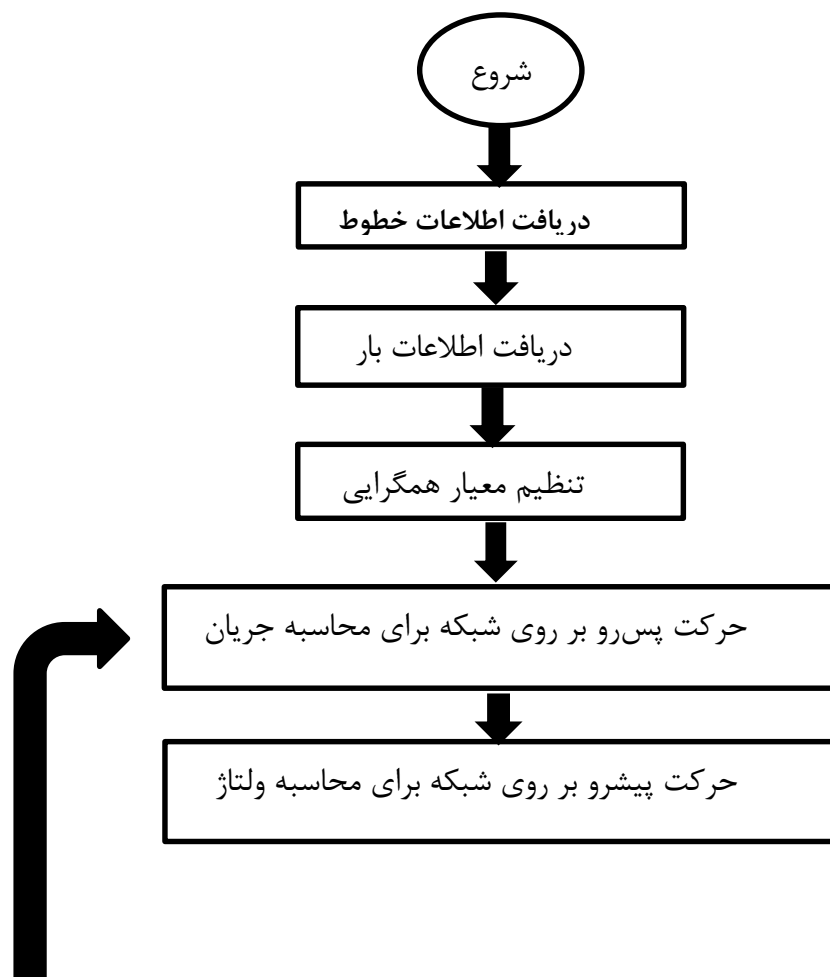 شروع
دریافت اطلاعات خطوط
دریافت اطلاعات بار
تنظیم معیار همگرایی
حرکت پس‌رو بر روی شبکه برای محاسبه جریان
حرکت پیشرو بر روی شبکه برای محاسبه ولتاژ